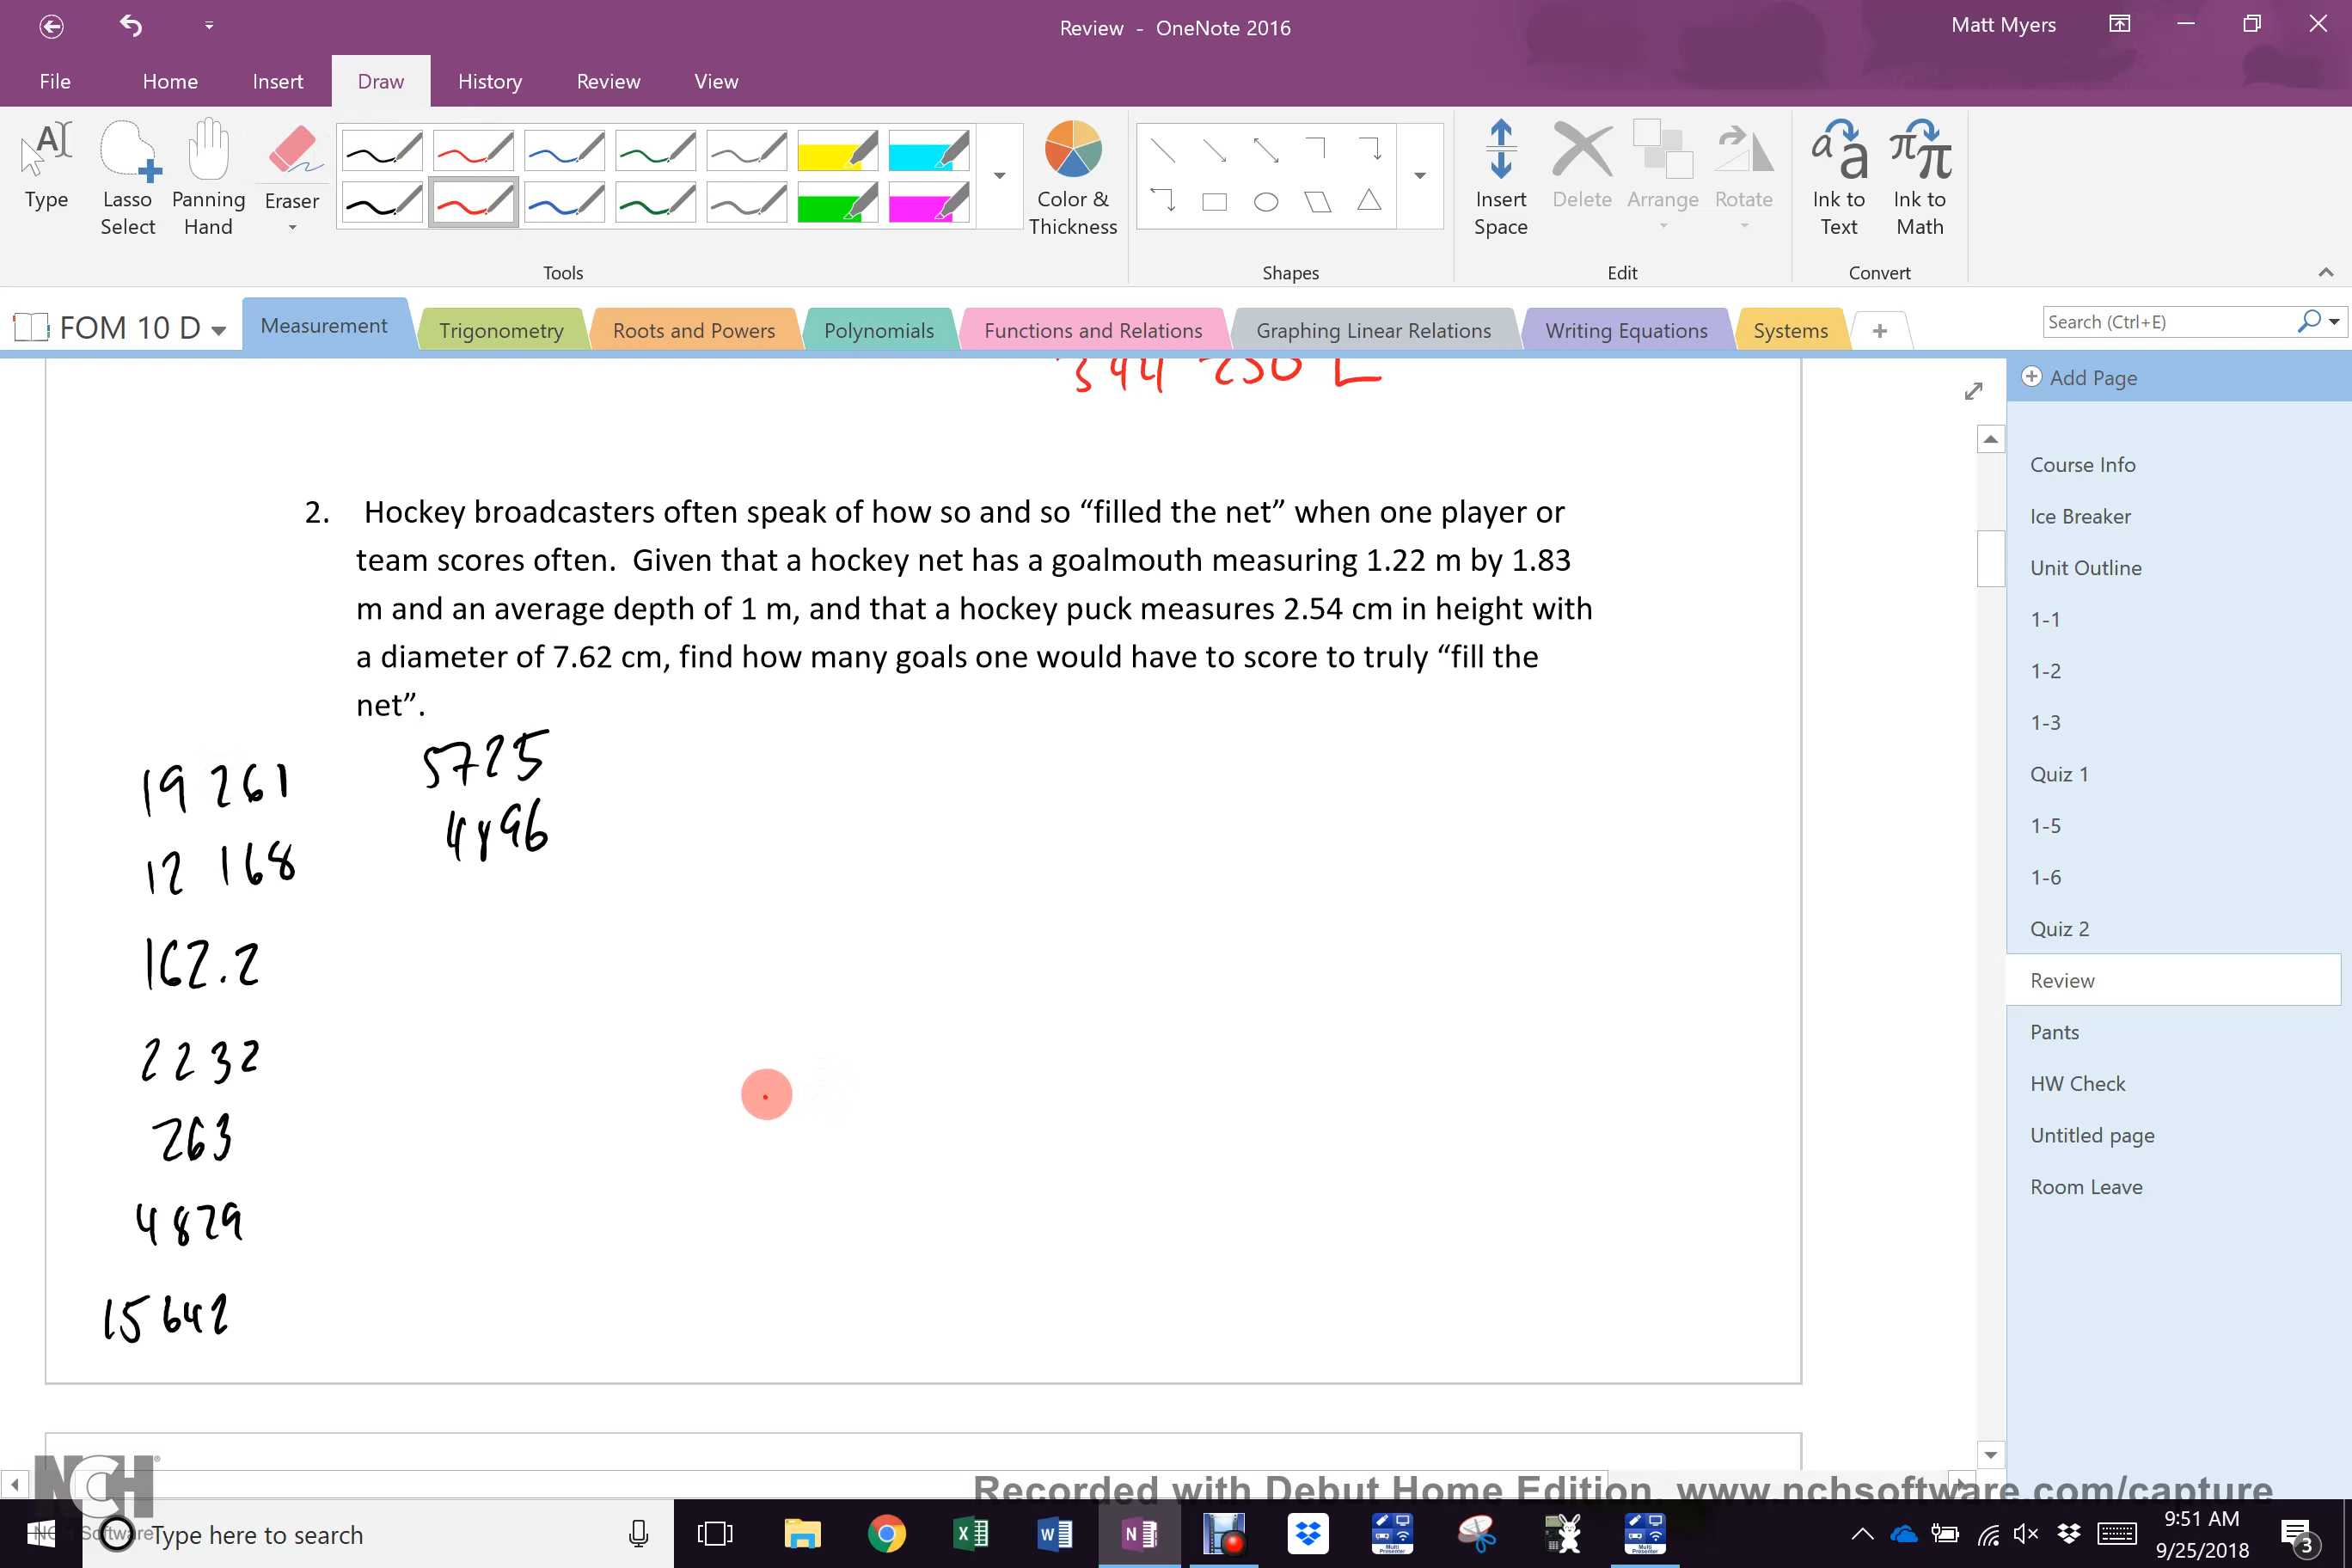 Review - OneNote 2016
Matt Myers
File Home Insert Draw History Review View
Type
Lasso Select
Panning Hand
Eraser
Color & Thickness
Insert Space
Delete
Arrange
Rotate
Ink to Text
Ink to Math
Tools
Shapes
Edit
Convert
FOM 10 D
Measurement
Trigonometry
Roots and Powers
Polynomials
Functions and Relations
Graphing Linear Relations
Writing Equations
Systems
Search (Ctrl+E)
344 250 L
2. Hockey broadcasters often speak of how so and so “filled the net” when one player or
team scores often. Given that a hockey net has a goalmouth measuring 1.22 m by 1.83
m and an average depth of 1 m, and that a hockey puck measures 2.54 cm in height with
a diameter of 7.62 cm, find how many goals one would have to score to truly “fill the
net”.
19 261
12 168
162.2
2232
263
4829
15 642
5725
4896
Add Page
Course Info
Ice Breaker
Unit Outline
1-1
1-2
1-3
Quiz 1
1-5
1-6
Quiz 2
Review
Pants
HW Check
Untitled page
Room Leave
NCH®
NCH Software
Recorded with Debut Home Edition. www.nchsoftware.com/capture
Type here to search
9:51 AM
9/25/2018
3